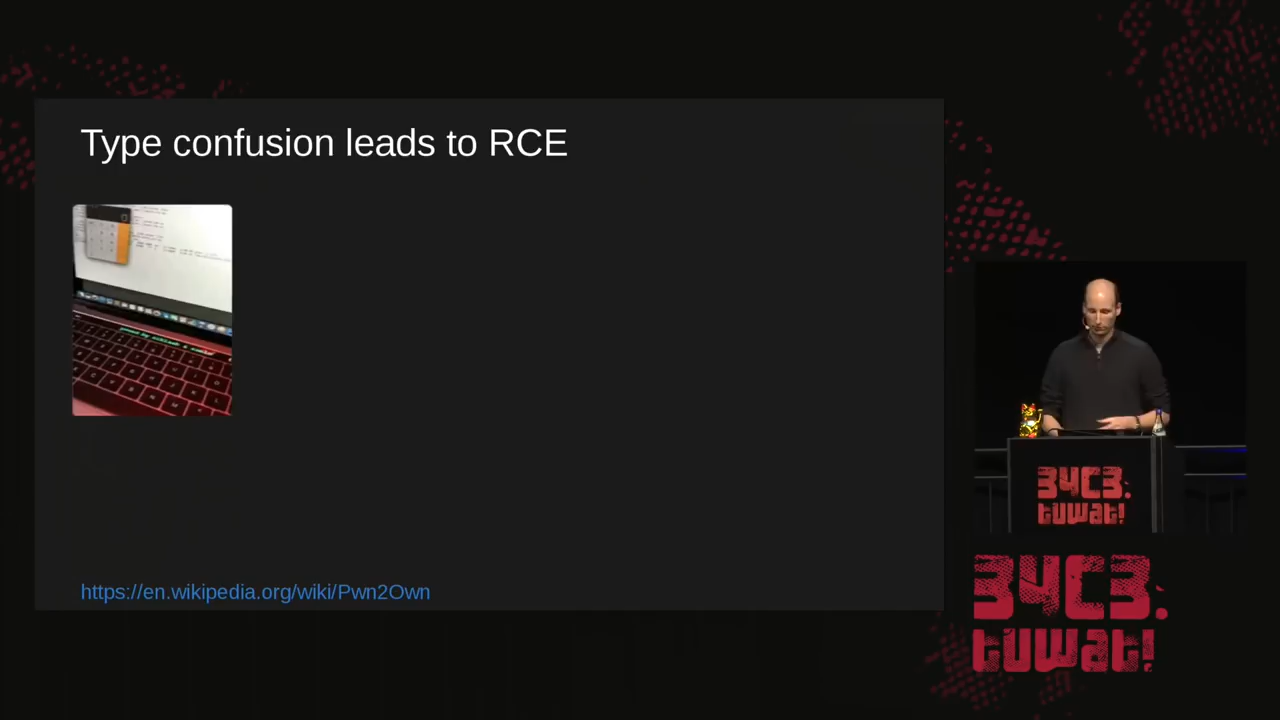 Type confusion leads to RCE
https://en.wikipedia.org/wiki/Pwn2Own
34C3.
tuwat!
34C3.
tuwat!